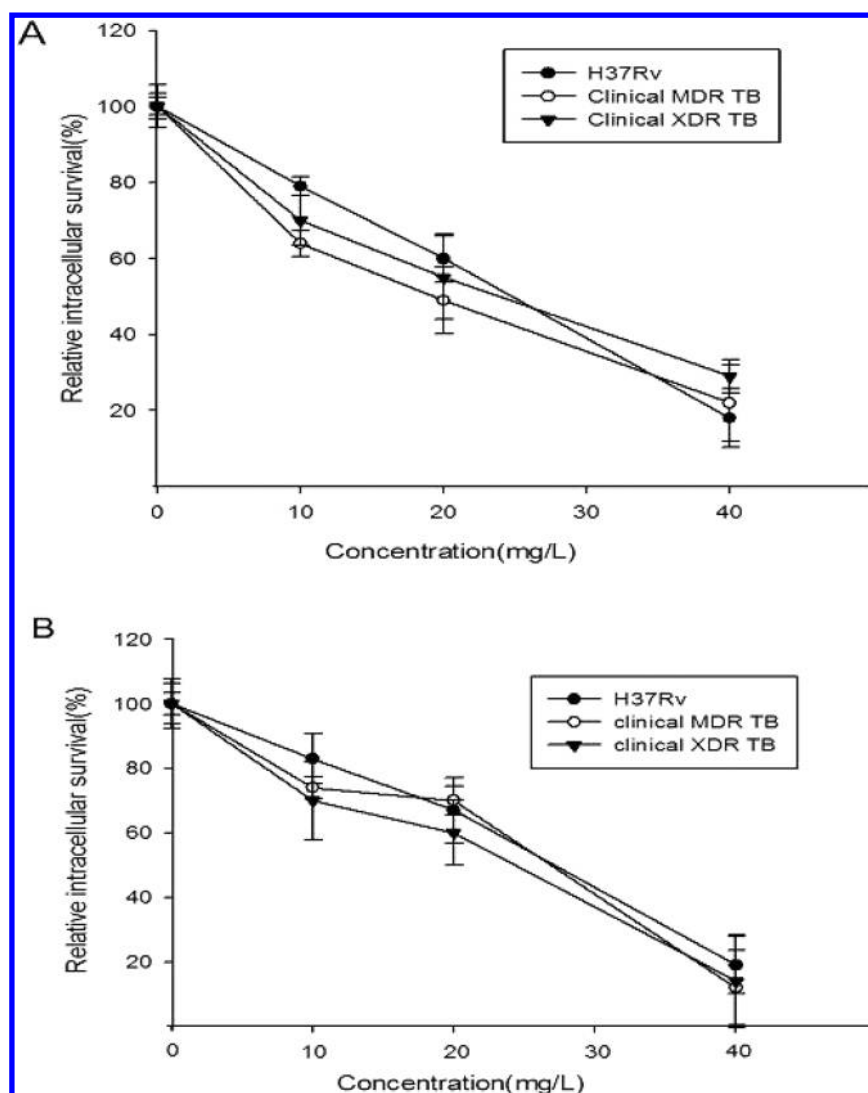 A
120
100
80
60
40
20
Relative intracellular survival(%)
H37Rv
Clinical MDR TB
Clinical XDR TB
0 10 20 30 40
Concentration(mg/L)
B
120
100
80
60
40
20
Relative intracellular survival(%)
H37Rv
clinical MDR TB
clinical XDR TB
0 10 20 30 40
Concentration(mg/L)